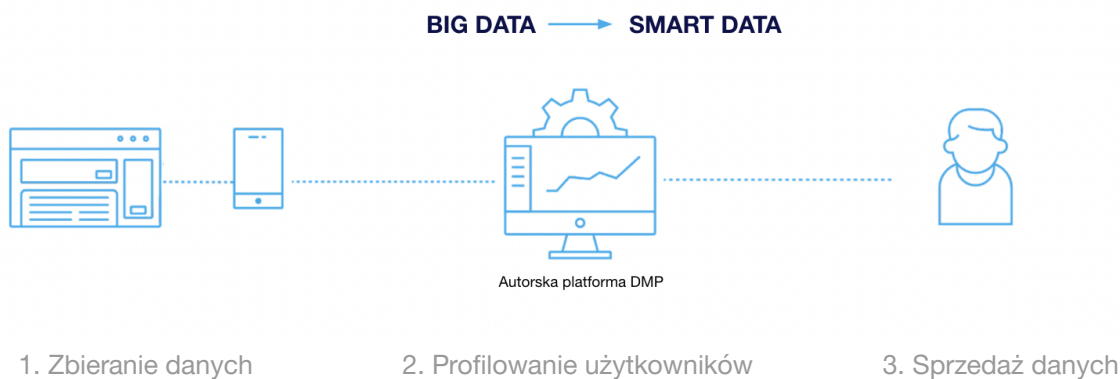 BIG DATA → SMART DATA
Autorska platforma DMP
1. Zbieranie danych
2. Profilowanie użytkowników
3. Sprzedaż danych